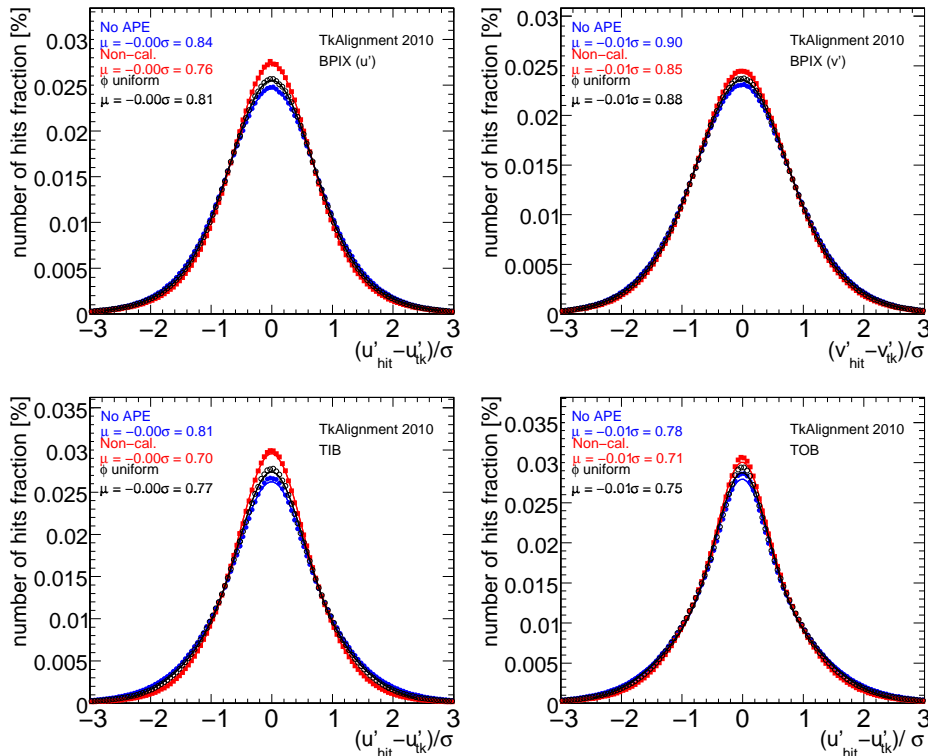 number of hits fraction [%]
0.03
0.025
0.02
0.015
0.01
0.005
0
No APE
μ = −0.00σ = 0.84
Non-cal.
μ = −0.00σ = 0.76
ϕ uniform
μ = −0.00σ = 0.81
TkAlignment 2010
BPIX (u')
−3 −2 −1 0 1 2 3
(u'hit−u'tk)/σ
number of hits fraction [%]
0.03
0.025
0.02
0.015
0.01
0.005
0
No APE
μ = −0.01σ = 0.90
Non-cal.
μ = −0.01σ = 0.85
ϕ uniform
μ = −0.01σ = 0.88
TkAlignment 2010
BPIX (v')
−3 −2 −1 0 1 2 3
(v'hit−v'tk)/σ
number of hits fraction [%]
0.035
0.03
0.025
0.02
0.015
0.01
0.005
0
No APE
μ = −0.00σ = 0.81
Non-cal.
μ = −0.00σ = 0.70
ϕ uniform
μ = −0.00σ = 0.77
TkAlignment 2010
TIB
−3 −2 −1 0 1 2 3
(u'hit−u'tk)/σ
number of hits fraction [%]
0.035
0.03
0.025
0.02
0.015
0.01
0.005
0
No APE
μ = −0.01σ = 0.78
Non-cal.
μ = −0.01σ = 0.71
ϕ uniform
μ = −0.01σ = 0.75
TkAlignment 2010
TOB
−3 −2 −1 0 1 2 3
(u'hit−u'tk)/ σ